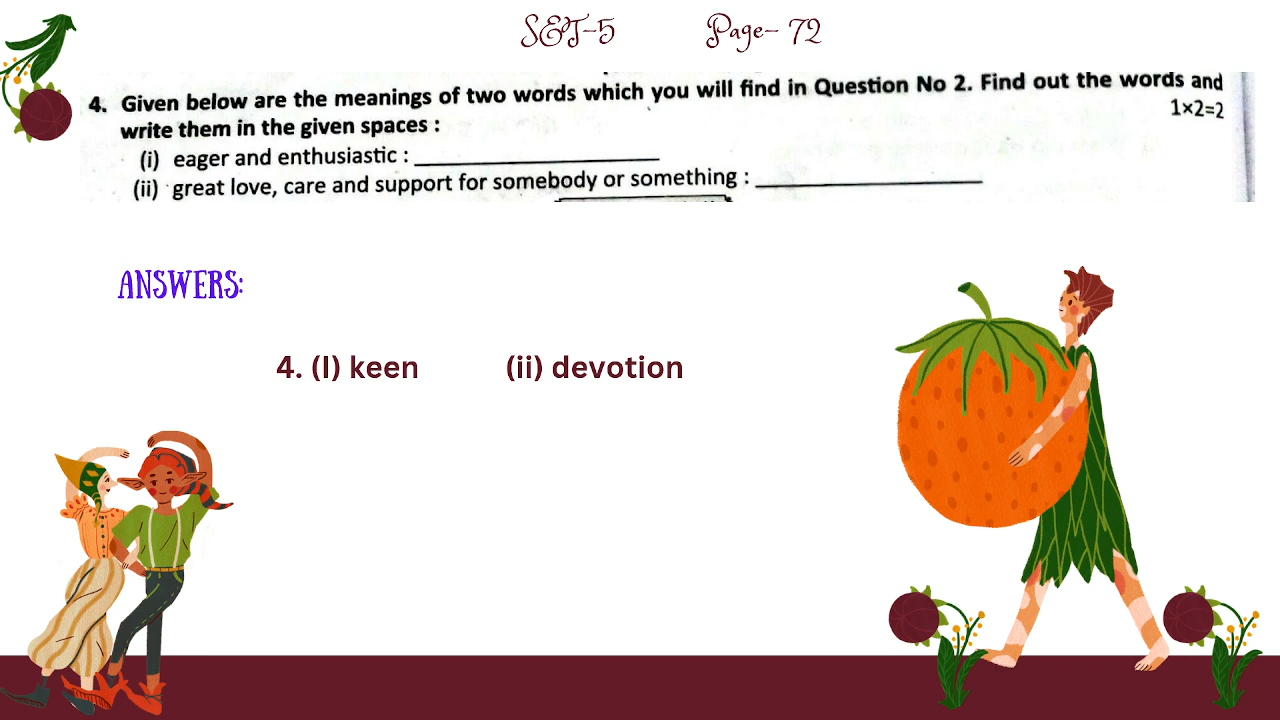 SET-5 Page- 72
4. Given below are the meanings of two words which you will find in Question No 2. Find out the words and
write them in the given spaces : 1×2=2
(i) eager and enthusiastic :
(ii) great love, care and support for somebody or something :
ANSWERS:
4. (I) keen (ii) devotion